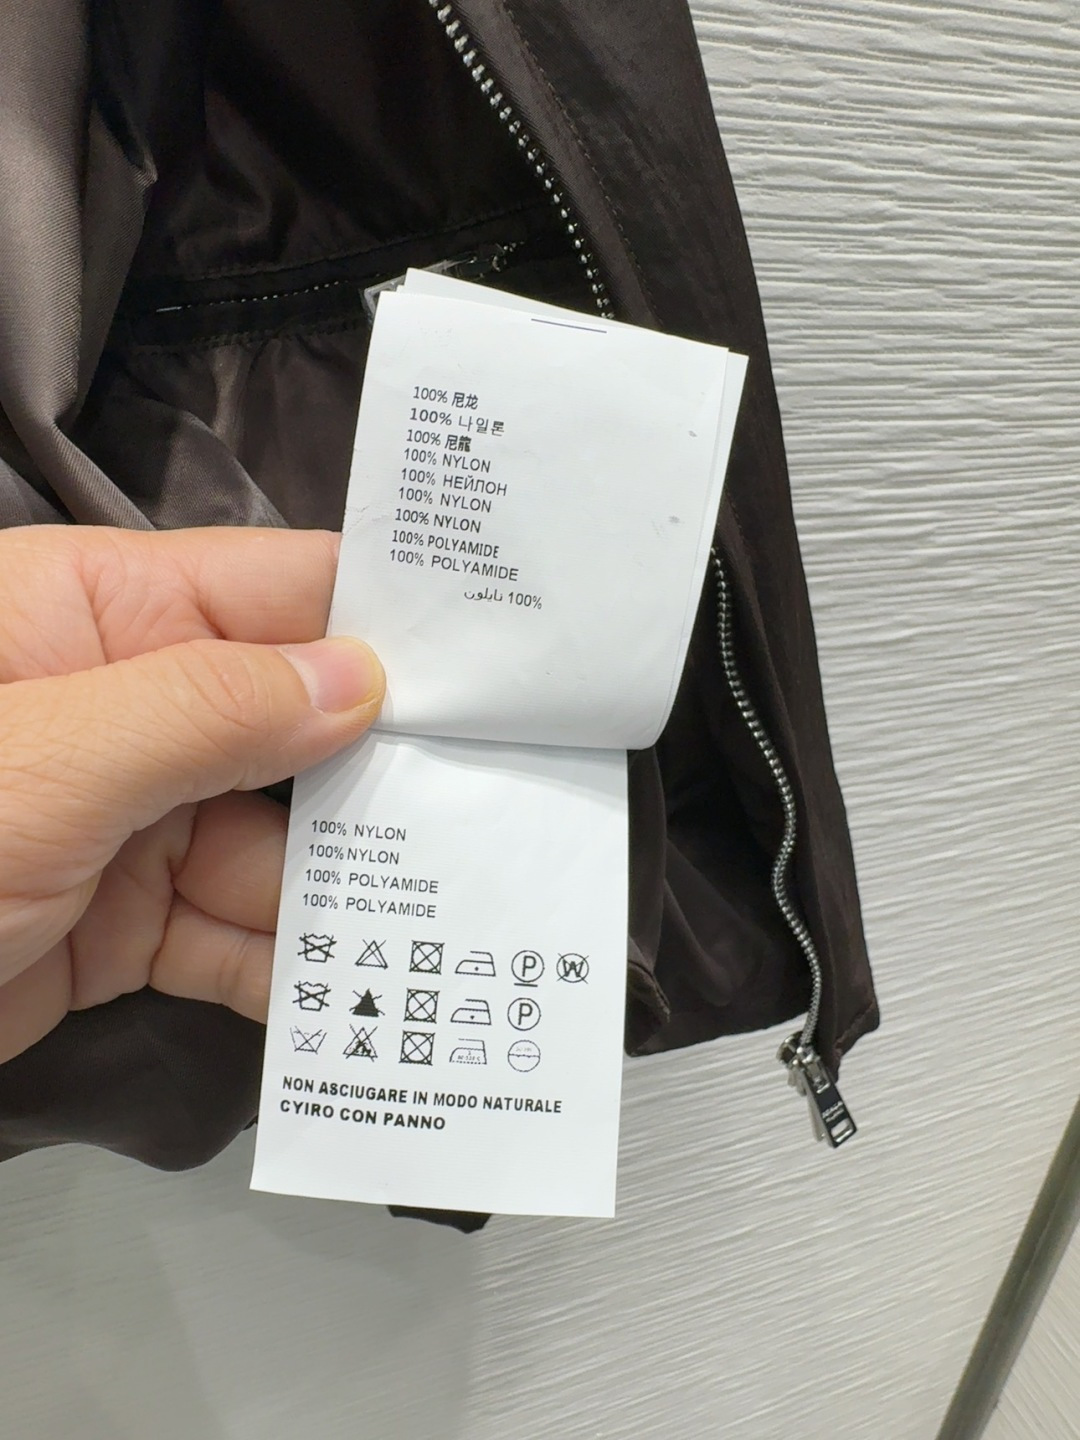 100% 尼龙
100% 나일론
100% 尼龍
100% NYLON
100% НЕЙЛОН
100% NYLON
100% NYLON
100% POLYAMIDE
100% POLYAMIDE
100% نايلون
100% NYLON
100% NYLON
100% POLYAMIDE
100% POLYAMIDE
P W
P
NON ASCIUGARE IN MODO NATURALE
CYIRO CON PANNO